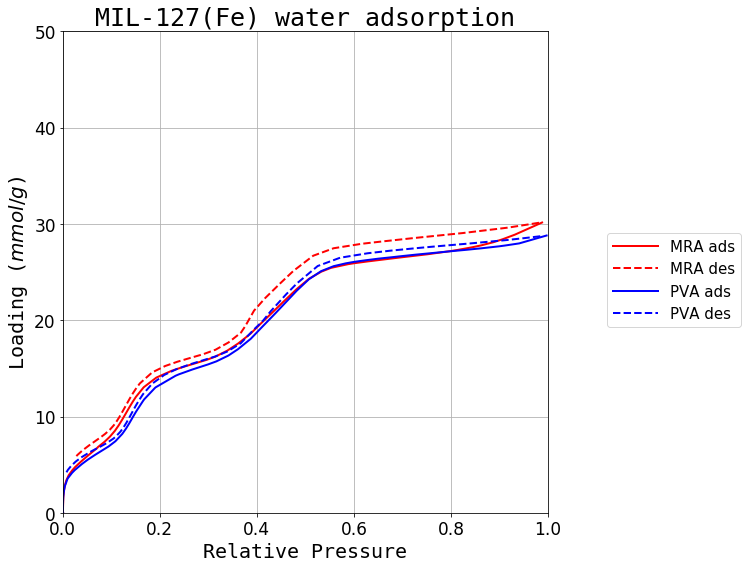 MIL-127(Fe) water adsorption
50
40
30
20
10
0
Loading (mmol/g)
0.0 0.2 0.4 0.6 0.8 1.0
Relative Pressure
MRA ads
MRA des
PVA ads
PVA des